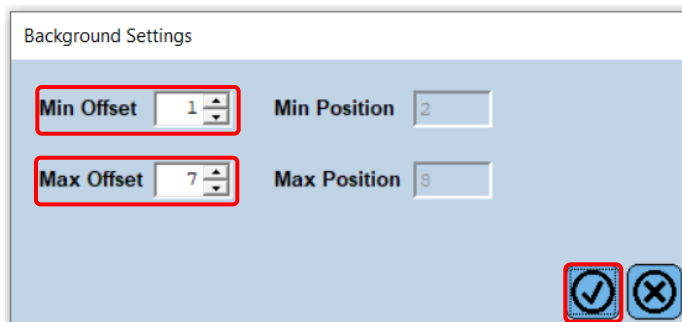 Background Settings
Min Offset 1 Min Position 2
Max Offset 7 Max Position 8